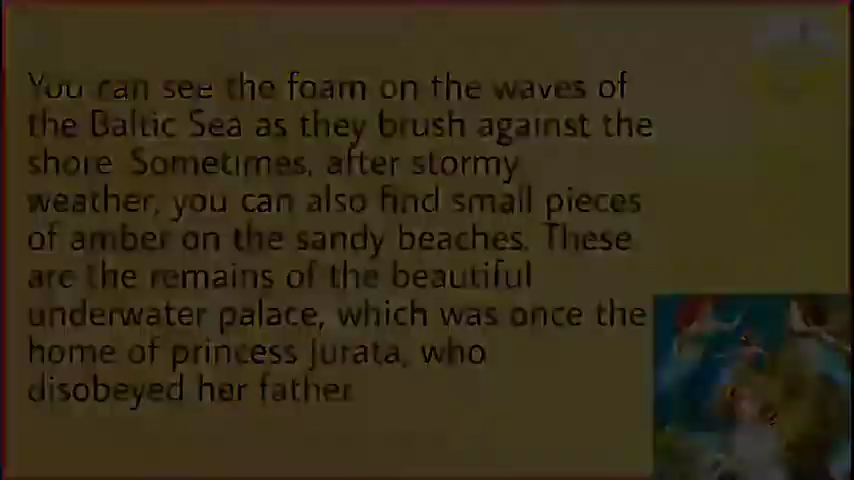 You can see the foam on the waves of
the Baltic Sea as they brush against the
shore. Sometimes, after stormy
weather, you can also find small pieces
of amber on the sandy beaches. These
are the remains of the beautiful
underwater palace, which was once the
home of princess Jurata, who
disobeyed her father.